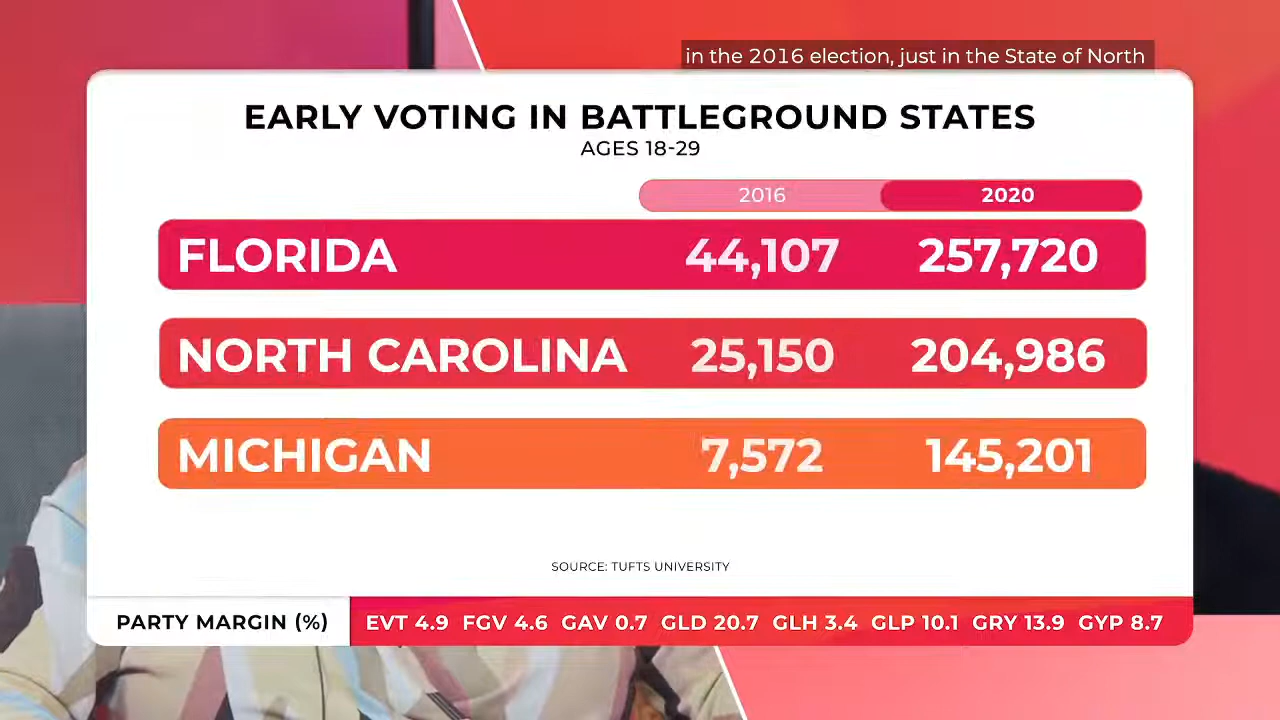 in the 2016 election, just in the State of North
EARLY VOTING IN BATTLEGROUND STATES
AGES 18-29
2016 2020
FLORIDA 44,107 257,720
NORTH CAROLINA 25,150 204,986
MICHIGAN 7,572 145,201
SOURCE: TUFTS UNIVERSITY
PARTY MARGIN (%) EVT 4.9 FGV 4.6 GAV 0.7 GLD 20.7 GLH 3.4 GLP 10.1 GRY 13.9 GYP 8.7